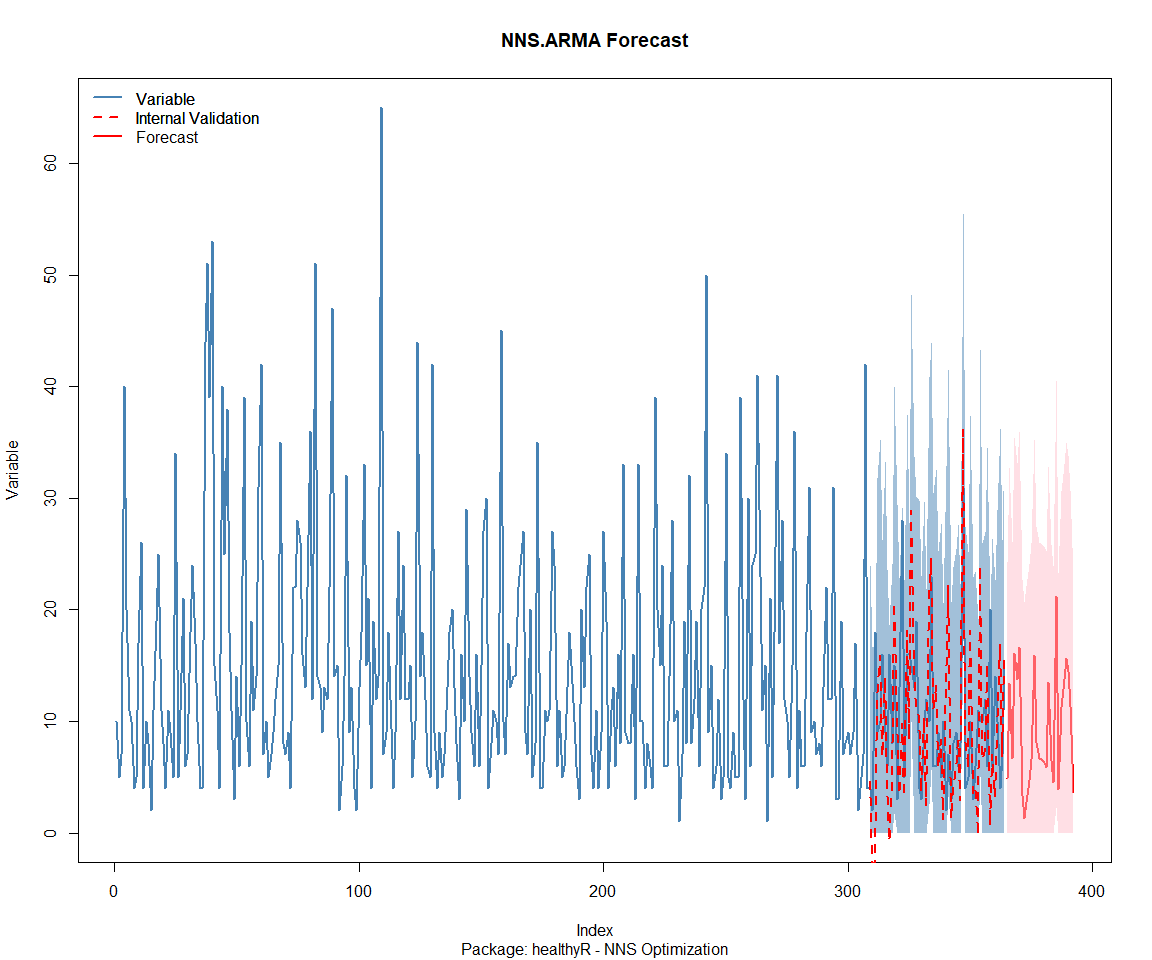 NNS.ARMA Forecast
Variable
Internal Validation
Forecast
Variable
60
50
40
30
20
10
0
0 100 200 300 400
Index
Package: healthyR - NNS Optimization